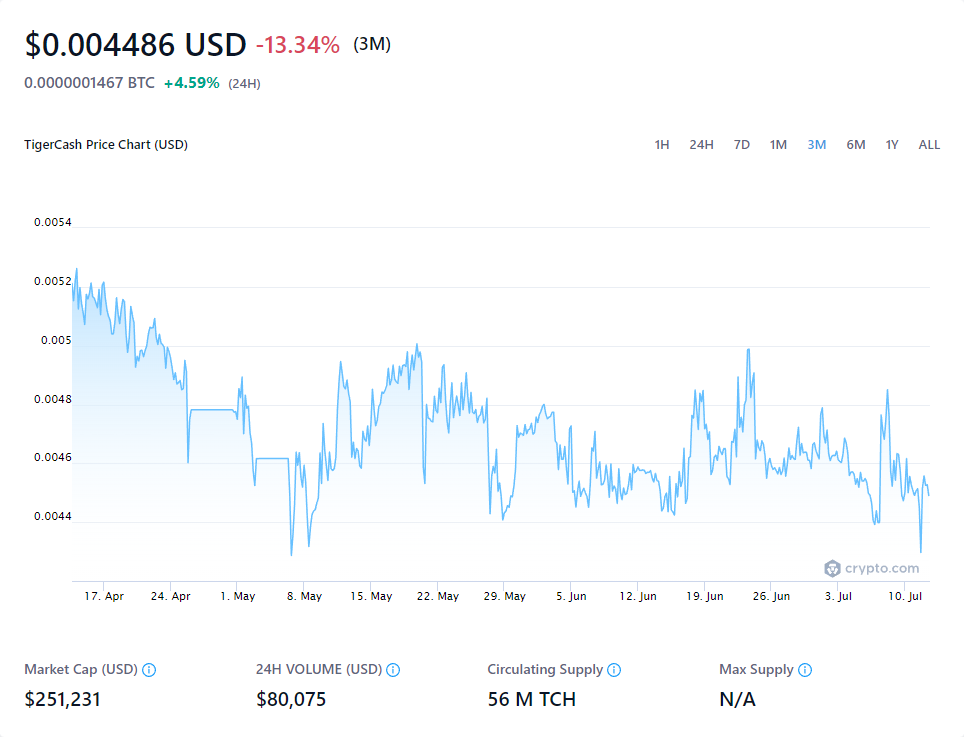 $0.004486 USD -13.34% (3M)
0.0000001467 BTC +4.59% (24H)
TigerCash Price Chart (USD) 1H 24H 7D 1M 3M 6M 1Y ALL
0.0054
0.0052
0.005
0.0048
0.0046
0.0044
crypto.com
17. Apr 24. Apr 1. May 8. May 15. May 22. May 29. May 5. Jun 12. Jun 19. Jun 26. Jun 3. Jul 10. Jul
Market Cap (USD) 24H VOLUME (USD) Circulating Supply Max Supply
$251,231 $80,075 56 M TCH N/A